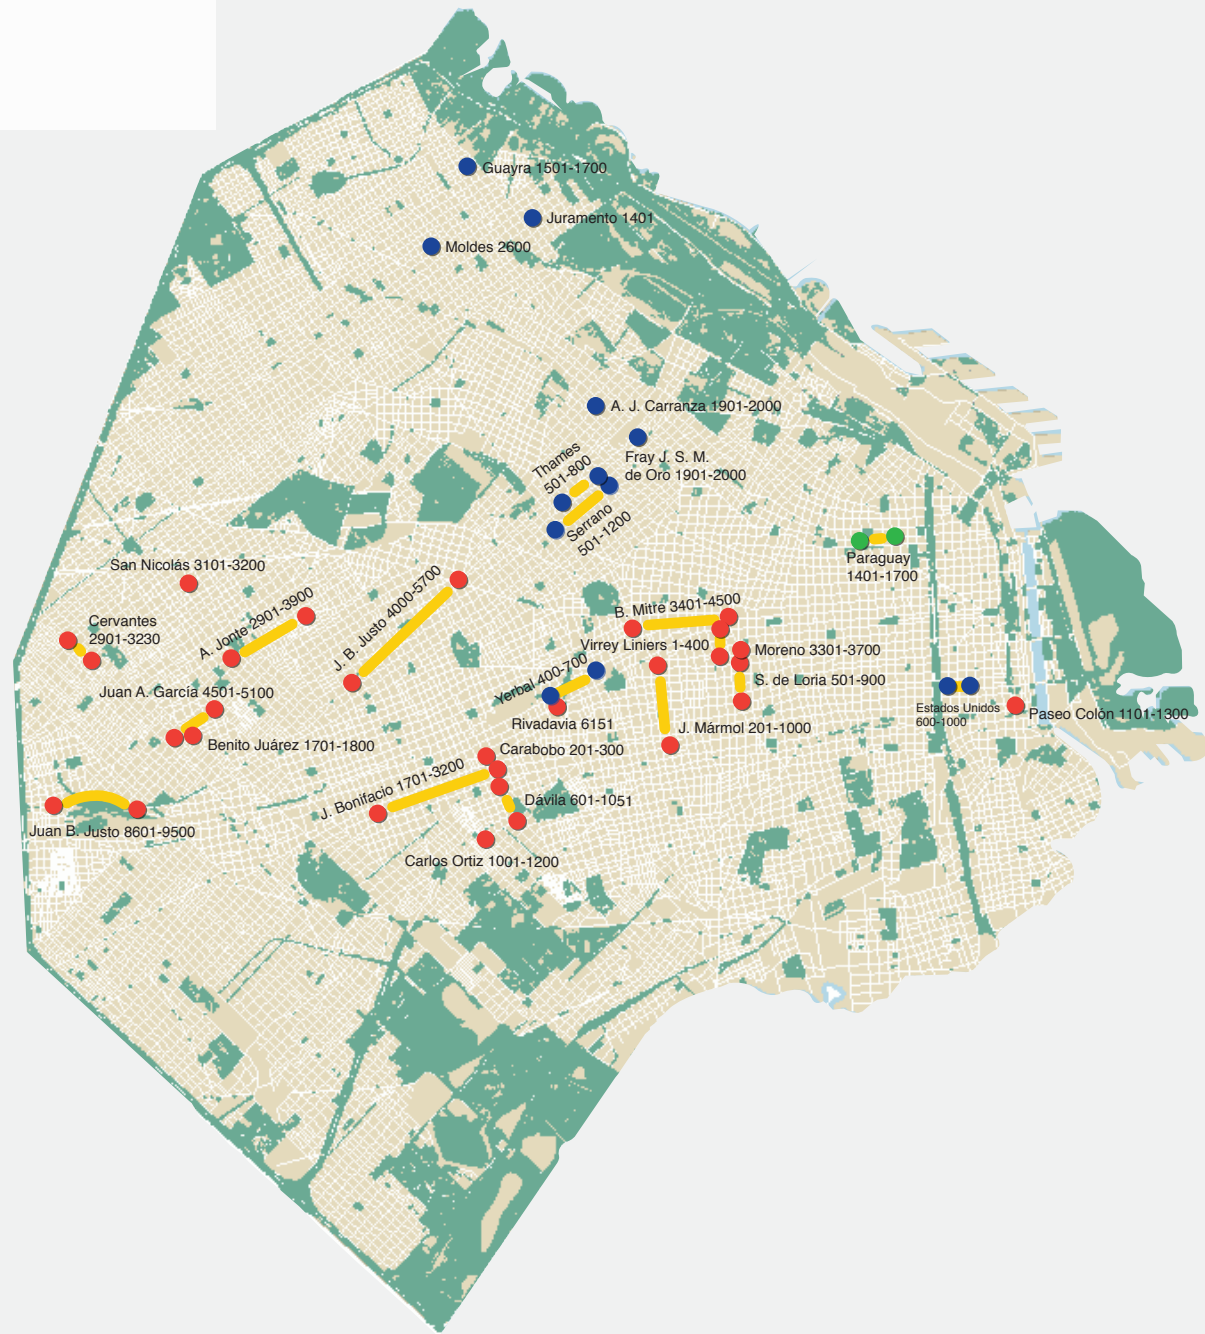 Guayra 1501-1700
Juramento 1401
Moldes 2600
A. J. Carranza 1901-2000
Fray J. S. M.
de Oro 1901-2000
Thames
501-800
Serrano
501-1200
Paraguay
1401-1700
San Nicolás 3101-3200
Cervantes
2901-3230
A. Jonte 2901-3900
J. B. Justo 4000-5700
B. Mitre 3401-4500
Virrey Liniers 1-400
Moreno 3301-3700
S. de Loria 501-900
Yerbal 400-700
Rivadavia 6151
Estados Unidos
600-1000
Paseo Colón 1101-1300
Juan A. García 4501-5100
Benito Juárez 1701-1800
J. Mármol 201-1000
Carabobo 201-300
J. Bonifacio 1701-3200
Dávila 601-1051
Juan B. Justo 8601-9500
Carlos Ortiz 1001-1200